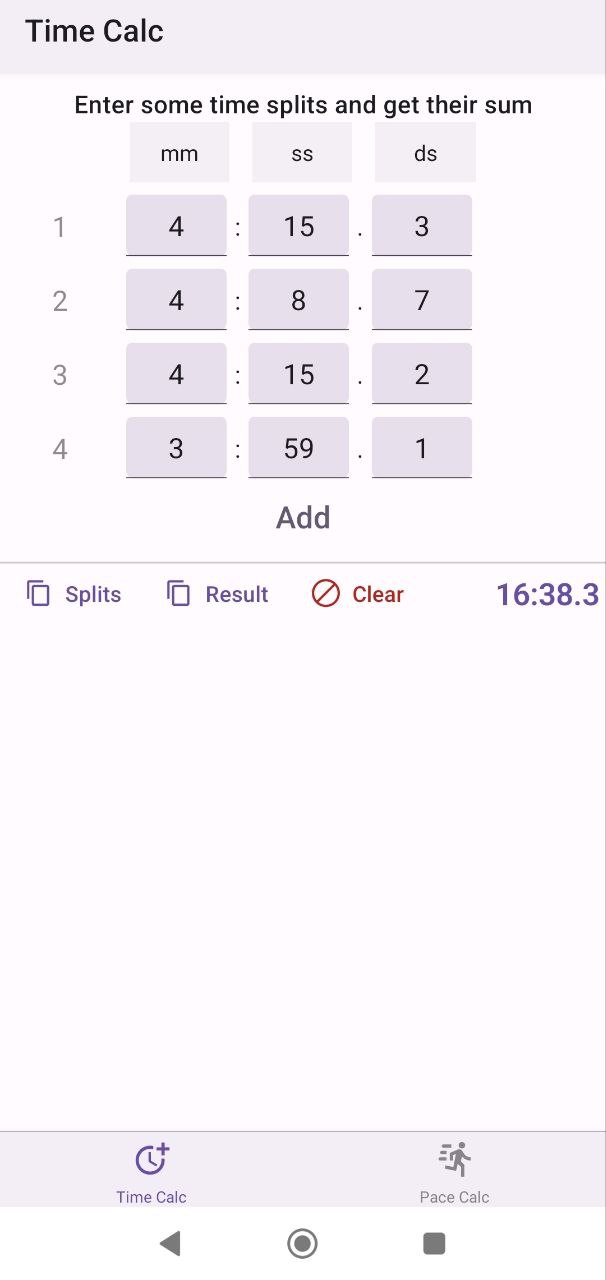 Time Calc
Enter some time splits and get their sum
mm ss ds
1 4 : 15 . 3
2 4 : 8 . 7
3 4 : 15 . 2
4 3 : 59 . 1
Add
Splits Result Clear 16:38.3
Time Calc Pace Calc